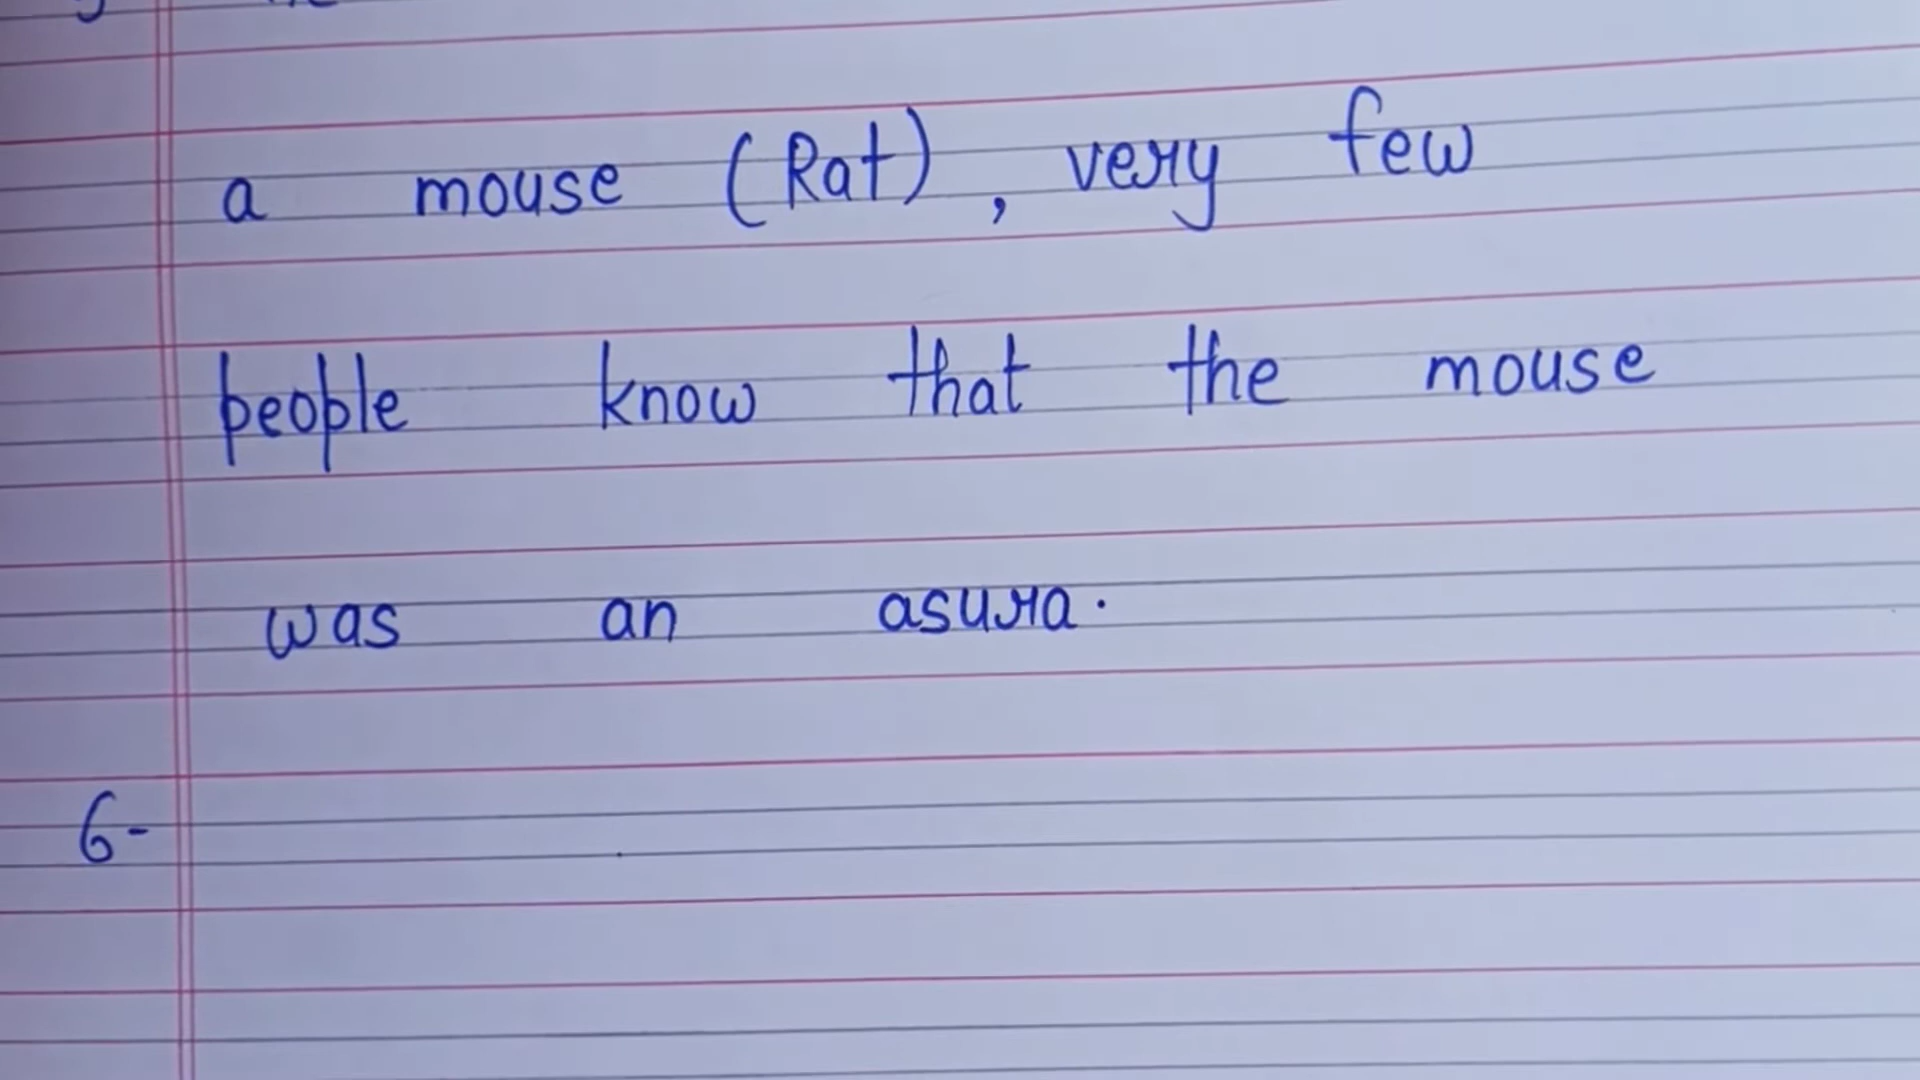 a mouse (Rat), very few
people know that the mouse
was an asura.
6-